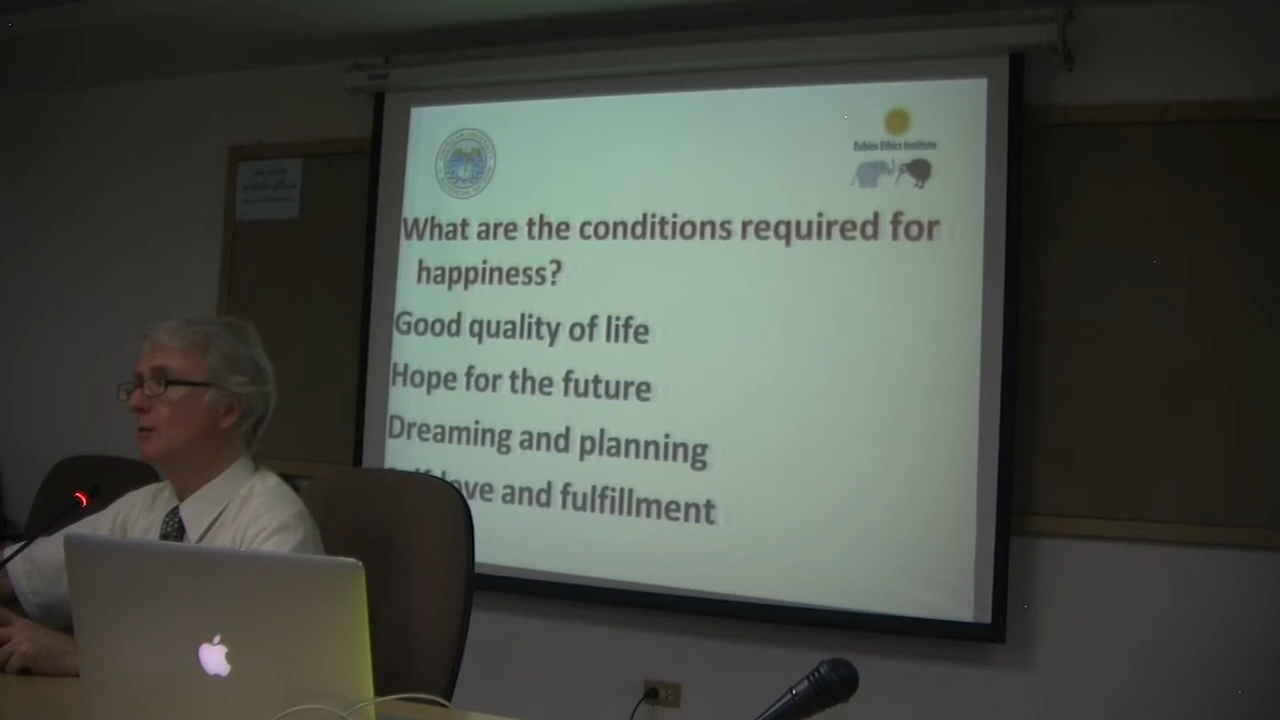 Eubios Ethics Institute
What are the conditions required for
happiness?
Good quality of life
Hope for the future
Dreaming and planning
love and fulfillment